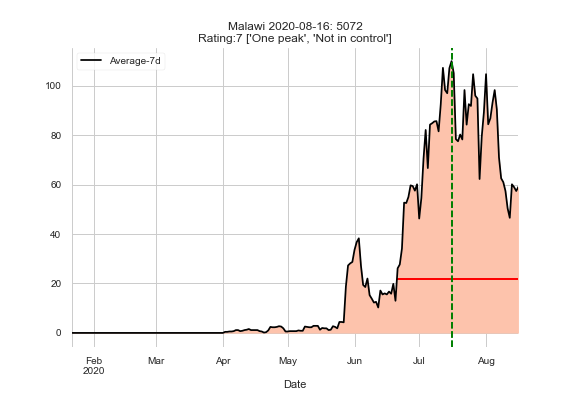 Malawi 2020-08-16: 5072
Rating:7 ['One peak', 'Not in control']
Average-7d
100
80
60
40
20
0
Feb
2020
Mar
Apr
May
Jun
Jul
Aug
Date